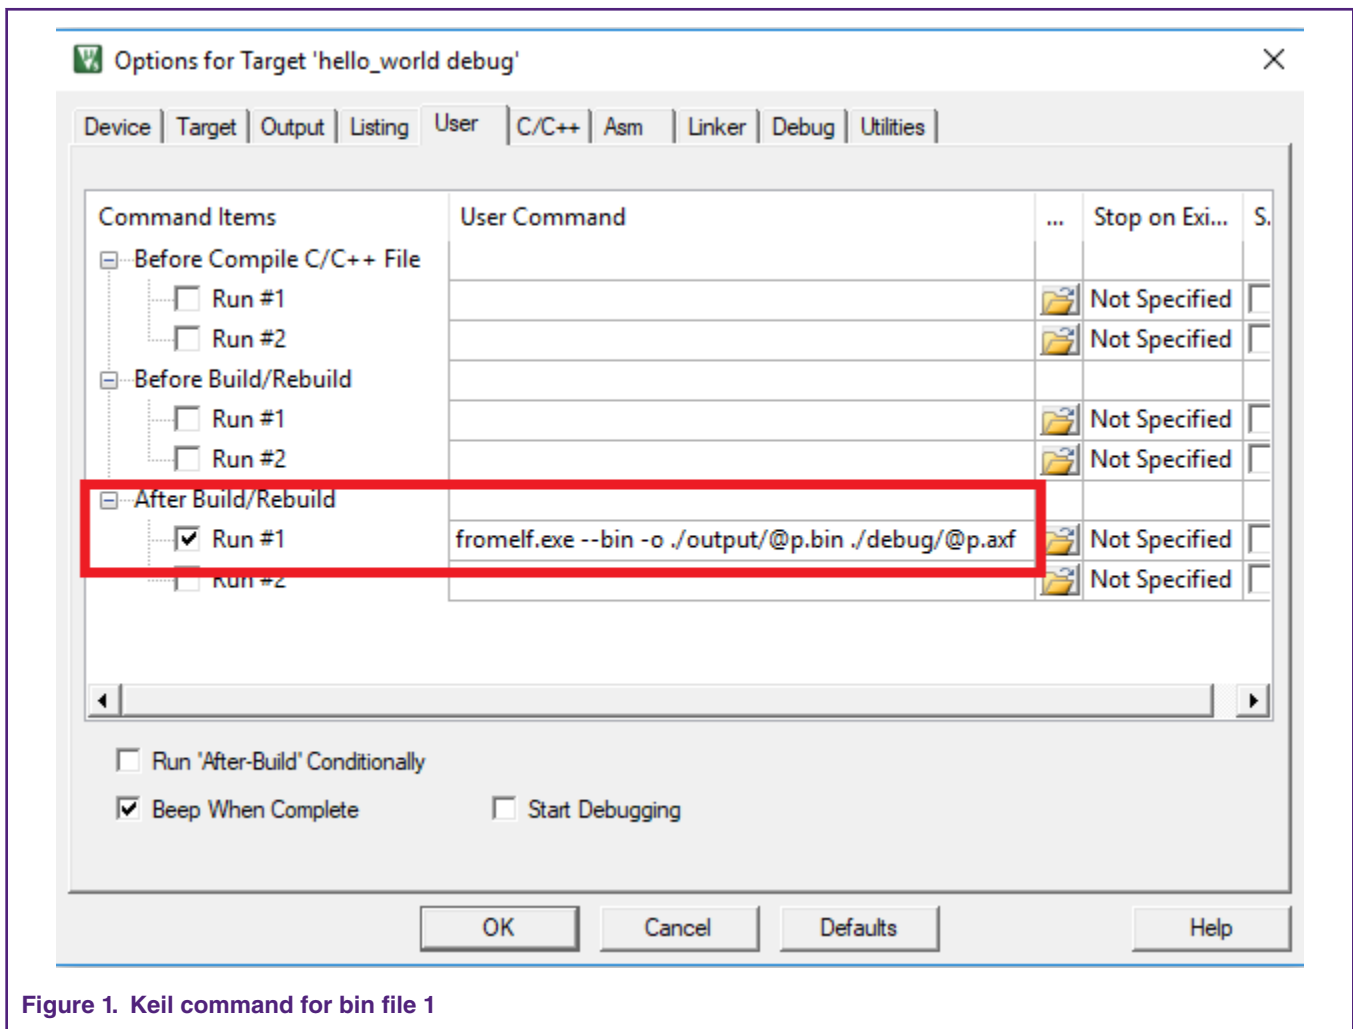 Options for Target 'hello_world debug'
Device Target Output Listing User C/C++ Asm Linker Debug Utilities
Command Items User Command ... Stop on Exi... S.
Before Compile C/C++ File
Run #1 Not Specified
Run #2 Not Specified
Before Build/Rebuild
Run #1 Not Specified
Run #2 Not Specified
After Build/Rebuild
Run #1 fromelf.exe --bin -o ./output/@p.bin ./debug/@p.axf Not Specified
Run #2 Not Specified
Run 'After-Build' Conditionally
Beep When Complete Start Debugging
OK Cancel Defaults Help
Figure 1. Keil command for bin file 1